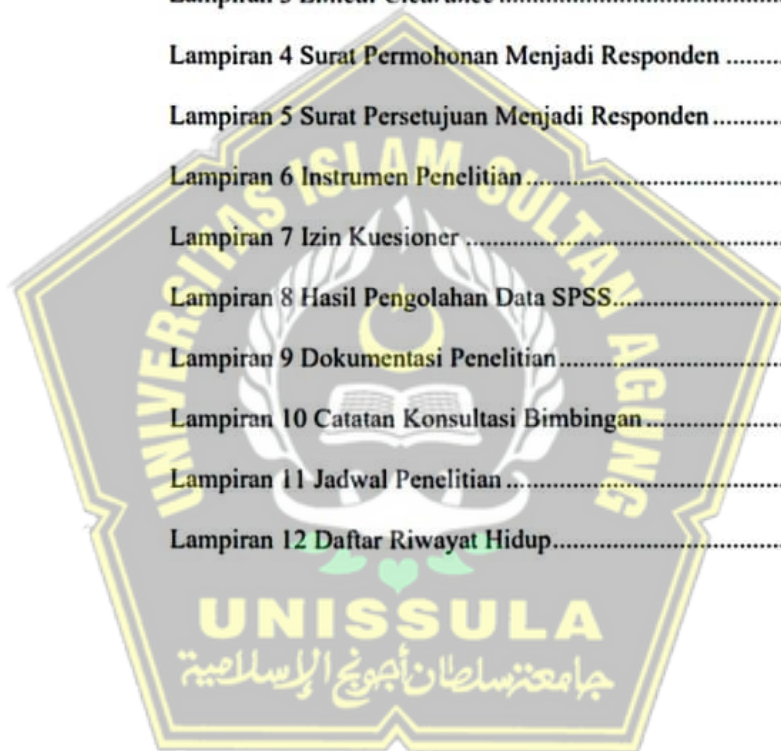 Lampiran 4 Surat Permohonan Menjadi Responden ..........
Lampiran 5 Surat Persetujuan Menjadi Responden ............
Lampiran 6 Instrumen Penelitian ..........................................
Lampiran 7 Izin Kuesioner ....................................................
Lampiran 8 Hasil Pengolahan Data SPSS............................
Lampiran 9 Dokumentasi Penelitian ....................................
Lampiran 10 Catatan Konsultasi Bimbingan ......................
Lampiran 11 Jadwal Penelitian .............................................
Lampiran 12 Daftar Riwayat Hidup.....................................
UNIVERSITAS ISLAM SULTAN AGUNG
UNISSULA
جامعة سلطان أجونج الإسلامية